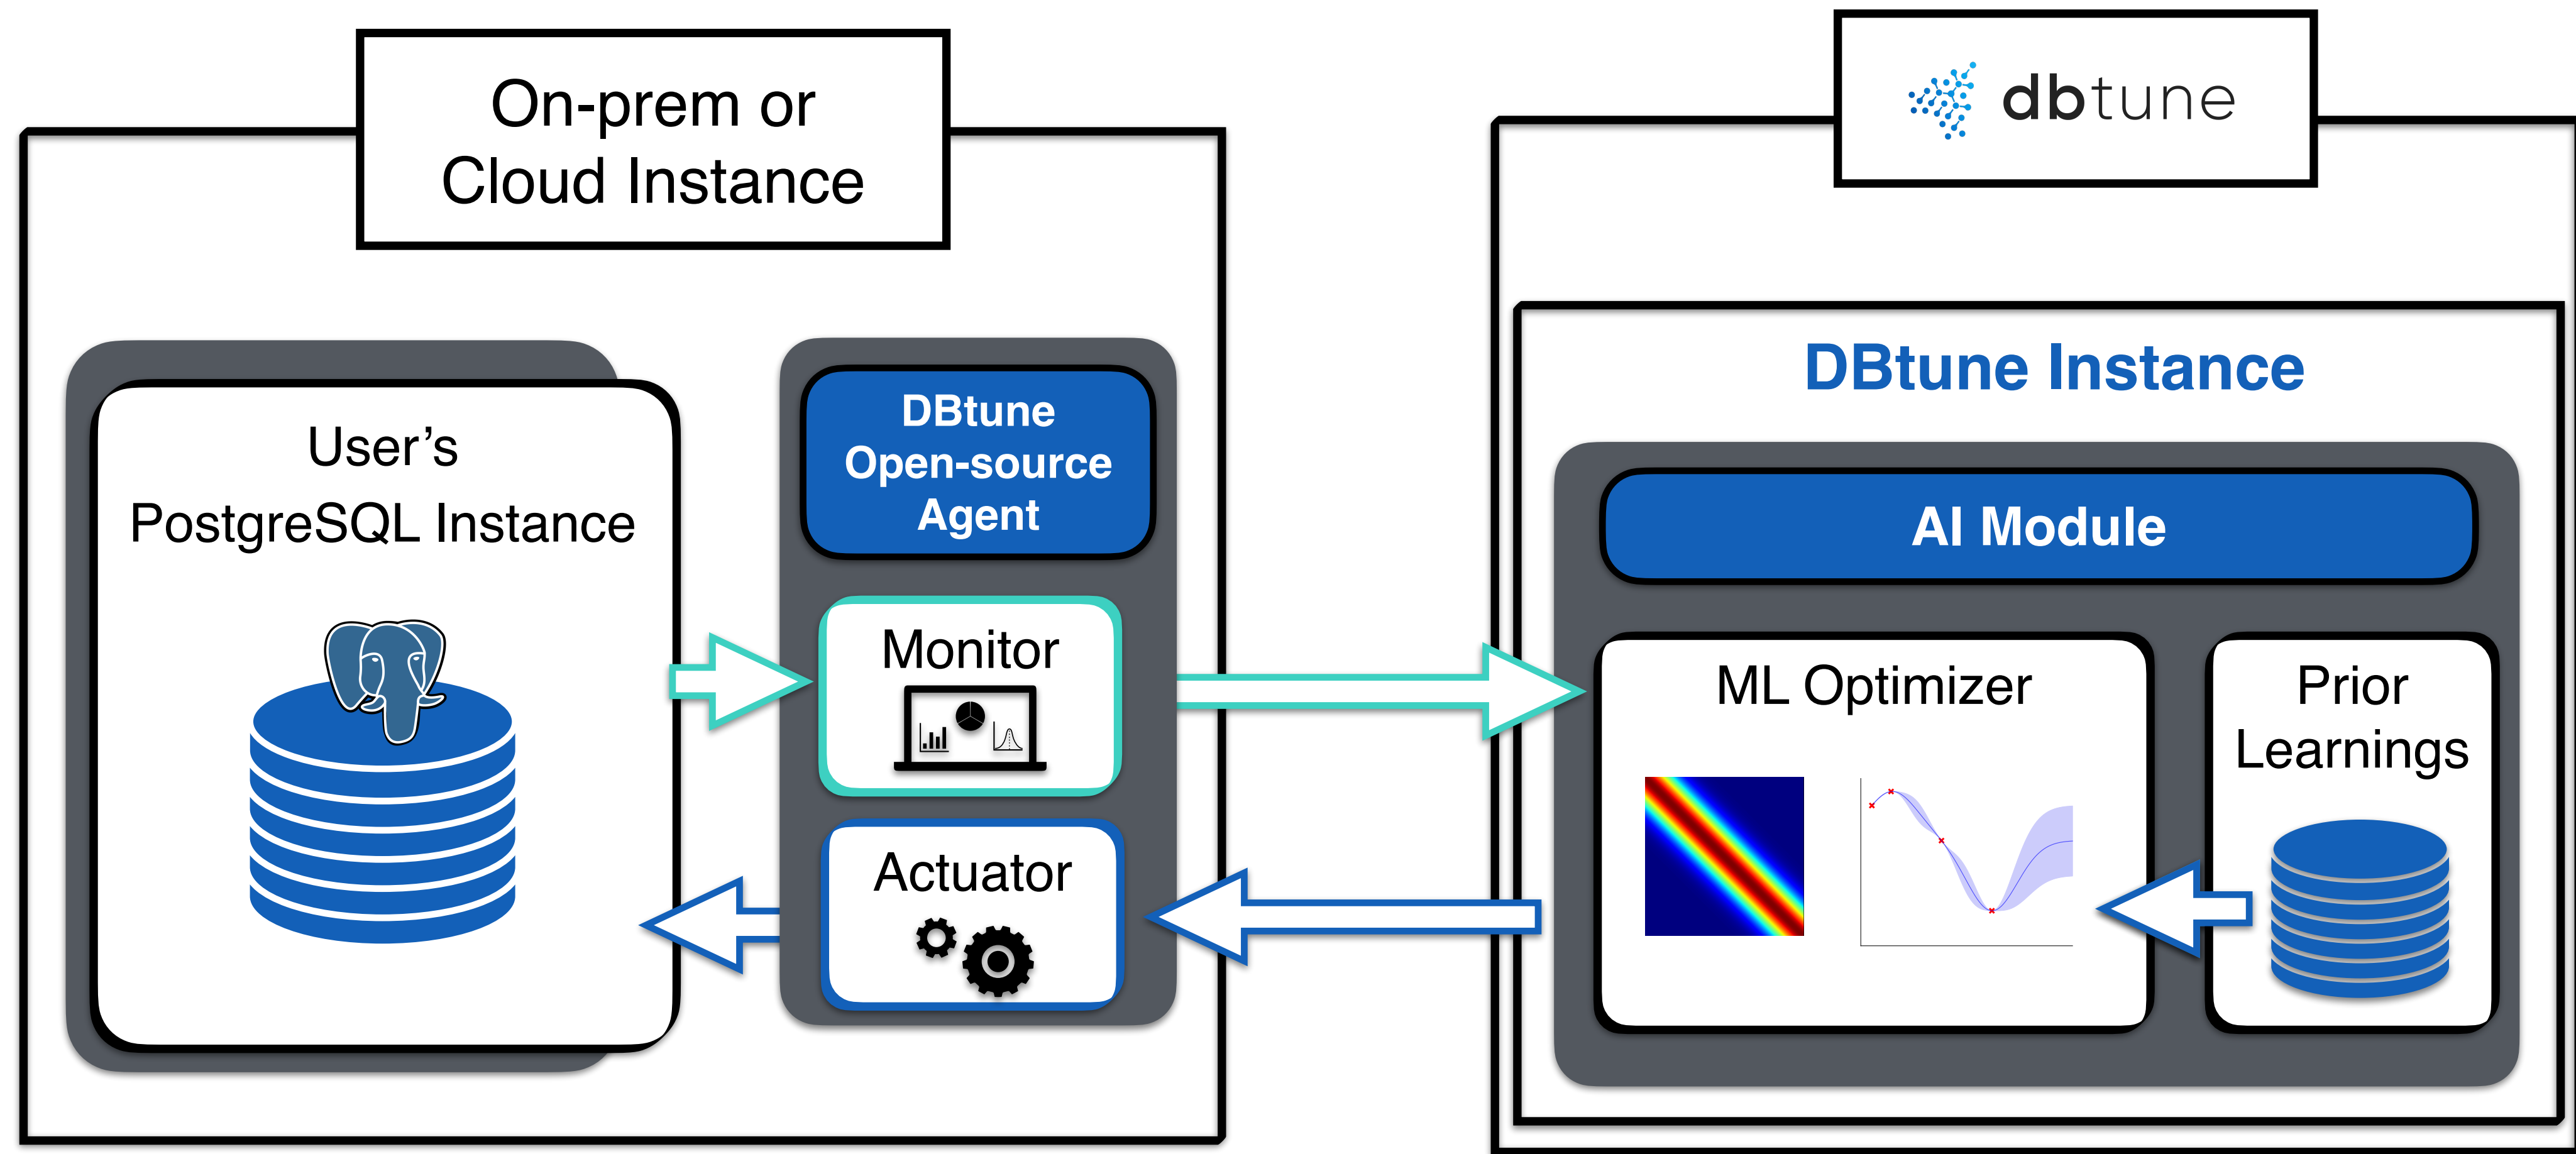 On-prem or
Cloud Instance
dbtune
User's
PostgreSQL Instance
DBtune
Open-source
Agent
Monitor
Actuator
DBtune Instance
AI Module
ML Optimizer
Prior
Learnings